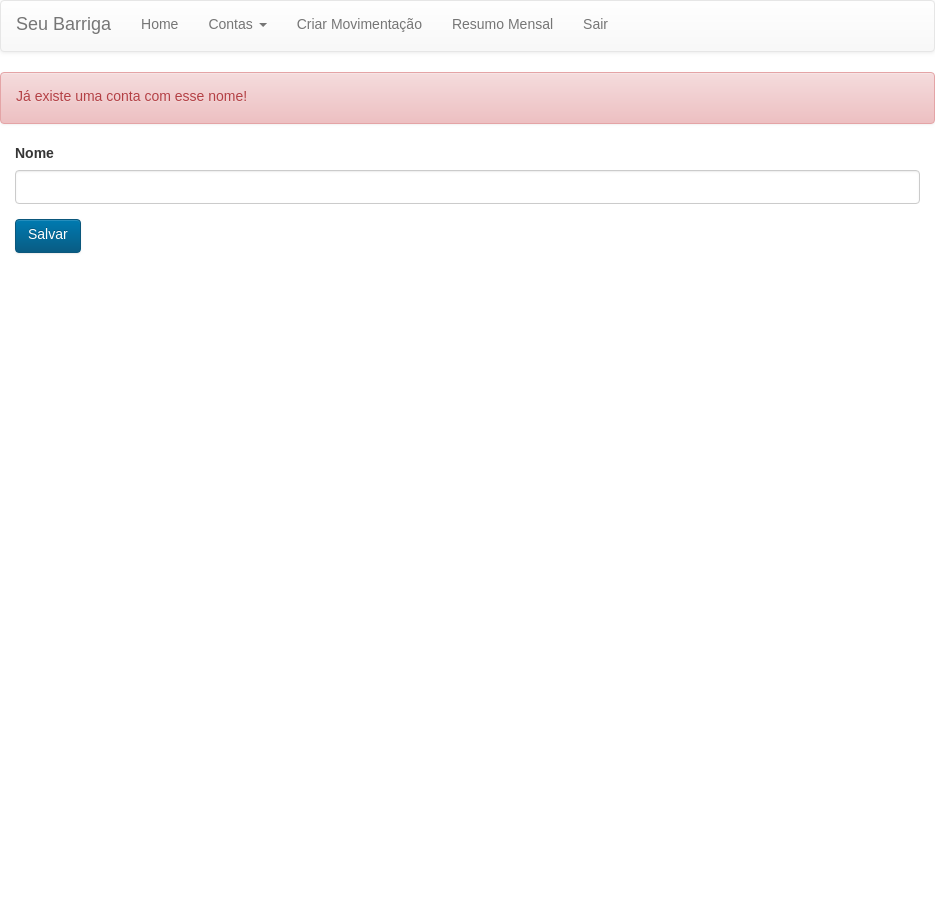 Seu Barriga Home Contas Criar Movimentação Resumo Mensal Sair
Já existe uma conta com esse nome!
Nome
Salvar